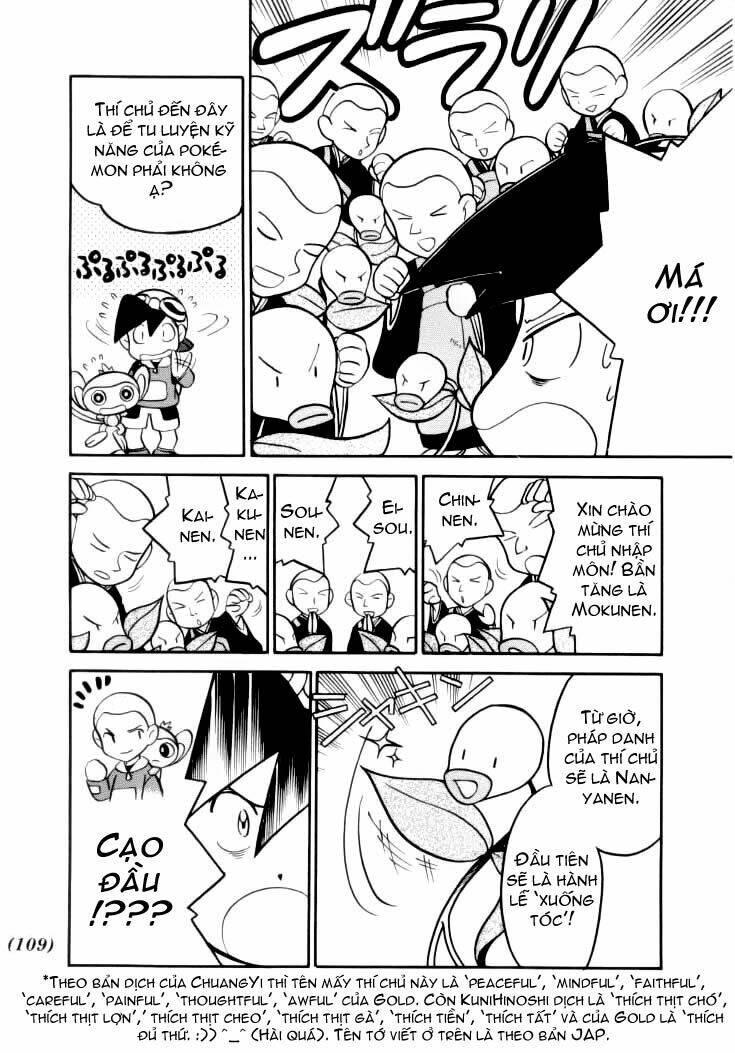 ズラリ
MÁ
ƠI!!!
THÍ CHỦ ĐẾN ĐÂY
LÀ ĐỂ TU LUYỆN KỸ
NĂNG CỦA POKÉ-
MON PHẢI KHÔNG
Ạ?
ぷるぷるぷるぷる
XIN CHÀO
MỪNG THÍ
CHỦ NHẬP
MÔN! BẦN
TĂNG LÀ
MOKUNEN.
CHIN-
NEN.
EI-
SOU.
SOU-
NEN.
KA-
KU-
NEN
...
KAI-
NEN.
シャキン
TỪ GIỜ,
PHÁP DANH
CỦA THÍ CHỦ
SẼ LÀ NAN-
YANEN.
ĐẦU TIÊN
SẼ LÀ HÀNH
LỄ ‘XUỐNG
TÓC’!
CẠO
ĐẦU
!???
(109)
*THEO BẢN DỊCH CỦA CHUANGYI THÌ TÊN MẤY THÍ CHỦ NÀY LÀ ‘PEACEFUL’, ‘MINDFUL’, ‘FAITHFUL’,
‘CAREFUL’, ‘PAINFUL’, ‘THOUGHTFUL’, ‘AWFUL’ CỦA GOLD. CÒN KUNIHINOSHI DỊCH LÀ ‘THÍCH THỊT CHÓ’,
‘THÍCH THỊT LỢN’,’ THÍCH THỊT CHEO’, ‘THÍCH THỊT GÀ’, ‘THÍCH TIỀN’, ‘THÍCH TẤT’ VÀ CỦA GOLD LÀ ‘THÍCH
ĐỦ THỨ. :)) ^_^ (HÀI QUÁ). TÊN TỚ VIẾT Ở TRÊN LÀ THEO BẢN JAP.